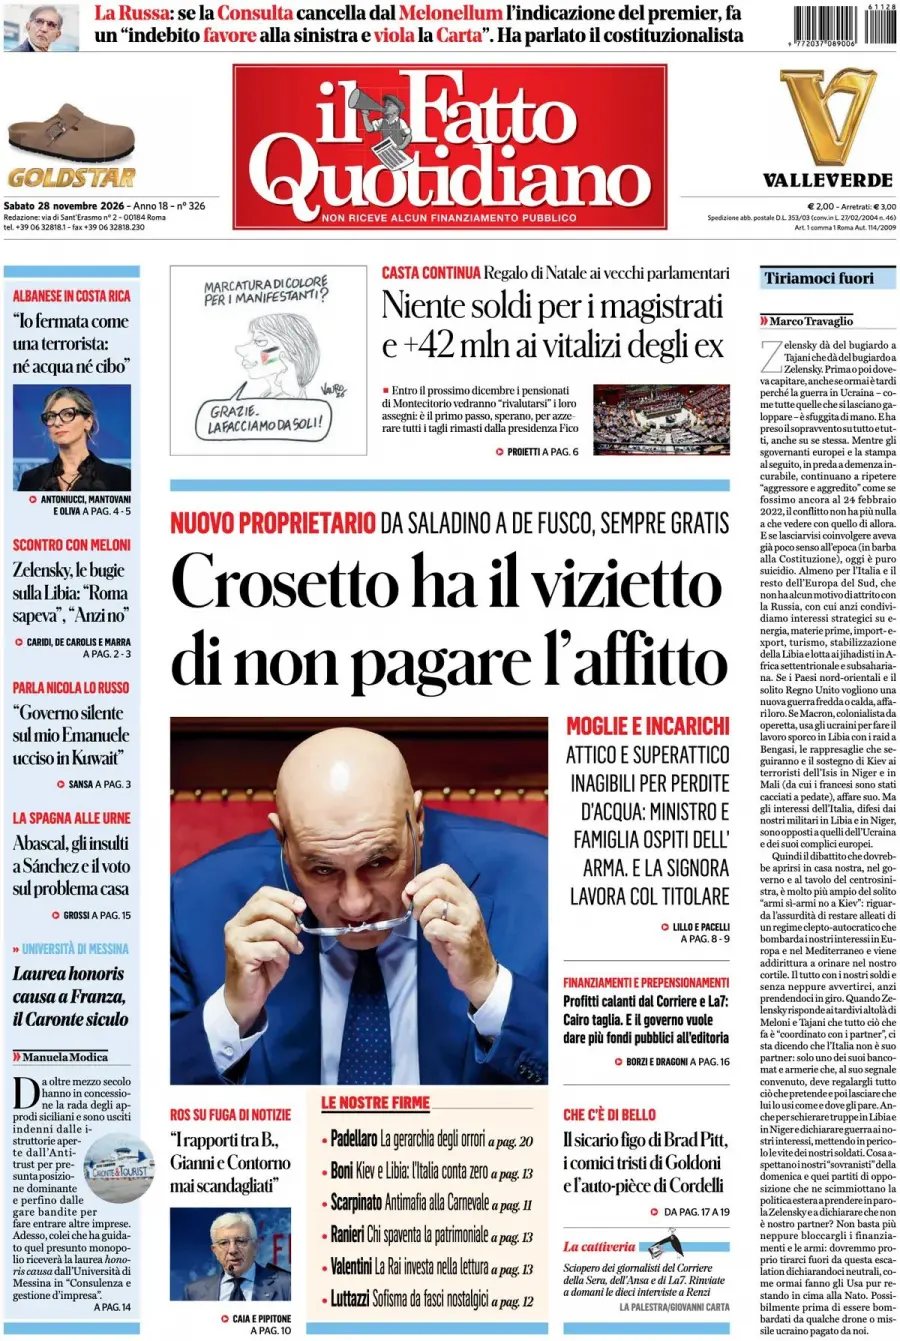 La Russa: se la Consulta cancella dal Melonellum l'indicazione del premier, fa
un "indebito favore alla sinistra e viola la Carta". Ha parlato il costituzionalista
61128
9 772037 089006
GOLDSTAR
il Fatto
Quotidiano
NON RICEVE ALCUN FINANZIAMENTO PUBBLICO
VALLEVERDE
Sabato 28 novembre 2026 – Anno 18 – n° 326
Redazione: via di Sant'Erasmo n° 2 – 00184 Roma
tel. +39 06 32818.1 – fax +39 06 32818.230
€ 2,00 – Arretrati: € 3,00
Spedizione abb. postale D.L. 353/03 (conv.in L. 27/02/2004 n. 46)
Art. 1 comma 1 Roma Aut. 114/2009
ALBANESE IN COSTA RICA
"Io fermata come
una terrorista:
né acqua né cibo"
ANTONIUCCI, MANTOVANI
E OLIVA A PAG. 4 - 5
SCONTRO CON MELONI
Zelensky, le bugie
sulla Libia: "Roma
sapeva", "Anzi no"
CARIDI, DE CAROLIS E MARRA
A PAG. 2 - 3
PARLA NICOLA LO RUSSO
"Governo silente
sul mio Emanuele
ucciso in Kuwait"
SANSA A PAG. 3
LA SPAGNA ALLE URNE
Abascal, gli insulti
a Sánchez e il voto
sul problema casa
GROSSI A PAG. 15
» UNIVERSITÀ DI MESSINA
Laurea honoris
causa a Franza,
il Caronte siculo
» Manuela Modica
Da oltre mezzo secolo
hanno in concessio-
ne la rada degli ap-
prodi siciliani e sono usciti
indenni dalle i-
struttorie aper-
te dall'Anti-
trust per pre-
sunta posizio-
ne dominante
e perfino dalle
gare bandite per
fare entrare altre imprese.
Adesso, colei che ha guida-
to quel presunto monopo-
lio riceverà la laurea hono-
ris causa dall'Università di
Messina in "Consulenza e
gestione d'impresa".
A PAG. 14
CARONTE & TOURIST
MARCATURA DI COLORE
PER I MANIFESTANTI?
GRAZIE.
LA FACCIAMO DA SOLI!
VAURO
26
CASTA CONTINUA Regalo di Natale ai vecchi parlamentari
Niente soldi per i magistrati
e +42 mln ai vitalizi degli ex
Entro il prossimo dicembre i pensionati
di Montecitorio vedranno "rivalutarsi" i loro
assegni: è il primo passo, sperano, per azze-
rare tutti i tagli rimasti dalla presidenza Fico
PROIETTI A PAG. 6
NUOVO PROPRIETARIO DA SALADINO A DE FUSCO, SEMPRE GRATIS
Crosetto ha il vizietto
di non pagare l'affitto
MOGLIE E INCARICHI
ATTICO E SUPERATTICO
INAGIBILI PER PERDITE
D'ACQUA: MINISTRO E
FAMIGLIA OSPITI DELL'
ARMA. E LA SIGNORA
LAVORA COL TITOLARE
LILLO E PACELLI
A PAG. 8 - 9
FINANZIAMENTI E PREPENSIONAMENTI
Profitti calanti dal Corriere e La7:
Cairo taglia. E il governo vuole
dare più fondi pubblici all'editoria
BORZI E DRAGONI A PAG. 16
ROS SU FUGA DI NOTIZIE
"I rapporti tra B.,
Gianni e Contorno
mai scandagliati"
CAIA E PIPITONE
A PAG. 10
LE NOSTRE FIRME
• Padellaro La gerarchia degli orrori a pag. 20
• Boni Kiev e Libia: l'Italia conta zero a pag. 13
• Scarpinato Antimafia alla Carnevale a pag. 11
• Ranieri Chi spaventa la patrimoniale a pag. 13
• Valentini La Rai investa nella lettura a pag. 13
• Luttazzi Sofisma da fasci nostalgici a pag. 12
CHE C'È DI BELLO
Il sicario figo di Brad Pitt,
i comici tristi di Goldoni
e l'auto-pièce di Cordelli
DA PAG. 17 A 19
La cattiveria
Sciopero dei giornalisti del Corriere
della Sera, dell'Ansa e di La7. Rinviate
a domani le dieci interviste a Renzi
LA PALESTRA/GIOVANNI CARTA
Tiriamoci fuori
» Marco Travaglio
Zelensky dà del bugiardo a
Tajani che dà del bugiardo a
Zelensky. Prima o poi dove-
va capitare, anche se ormai è tardi
perché la guerra in Ucraina – co-
me tutte quelle che si lasciano ga-
loppare – è sfuggita di mano. E ha
preso il sopravvento su tutto e tut-
ti, anche su se stessa. Mentre gli
sgovernanti europei e la stampa
al seguito, in preda a demenza in-
curabile, continuano a ripetere
"aggressore e aggredito" come se
fossimo ancora al 24 febbraio
2022, il conflitto non ha più nulla
a che vedere con quello di allora.
E se lasciarvisi coinvolgere aveva
già poco senso all'epoca (in barba
alla Costituzione), oggi è puro
suicidio. Almeno per l'Italia e il
resto dell'Europa del Sud, che
non ha alcun motivo di attrito con
la Russia, con cui anzi condivi-
diamo interessi strategici su e-
nergia, materie prime, import-
export, turismo, stabilizzazione
della Libia e lotta ai jihadisti in A-
frica settentrionale e subsaharia-
na. Se i Paesi nord-orientali e il
solito Regno Unito vogliono una
nuova guerra fredda o calda, affa-
ri loro. Se Macron, colonialista da
operetta, usa gli ucraini per fare il
lavoro sporco in Libia con i raid a
Bengasi, le rappresaglie che se-
guiranno e il sostegno di Kiev ai
terroristi dell'Isis in Niger e in
Mali (da cui i francesi sono stati
cacciati a pedate), affare suo. Ma
gli interessi dell'Italia, difesi dai
nostri militari in Libia e in Niger,
sono opposti a quelli dell'Ucraina
e dei suoi complici europei.
Quindi il dibattito che dovreb-
be aprirsi in casa nostra, nel go-
verno e al tavolo del centrosini-
stra, è molto più ampio del solito
"armi sì-armi no a Kiev": riguar-
da l'assurdità di restare alleati di
un regime clepto-autocratico che
bombarda i nostri interessi in Eu-
ropa e nel Mediterraneo e viene
addirittura a orinare nel nostro
cortile. Il tutto con i nostri soldi e
senza neppure avvertirci, anzi
prendendoci in giro. Quando Ze-
lensky risponde ai tardivi altolà di
Meloni e Tajani che tutto ciò che
fa è "coordinato con i partner", ci
sta dicendo che l'Italia non è suo
partner: solo uno dei suoi banco-
mat e armerie che, al suo segnale
convenuto, deve regalargli tutto
ciò che pretende e poi lasciare che
lui lo usi come e dove gli pare. An-
che per schierare truppe in Libia e
in Niger e dichiarare guerra ai no-
stri interessi, mettendo in perico-
lo le vite dei nostri soldati. Cosa a-
spettano i nostri "sovranisti" della
domenica e quei partiti di oppo-
sizione che ne scimmiottano la
politica estera a prendere in paro-
la Zelensky e a dichiarare che non
è nostro partner? Non basta più
neppure bloccargli i finanzia-
menti e le armi: dovremmo pro-
prio tirarci fuori da questa esca-
lation dichiarandoci neutrali, co-
me ormai fanno gli Usa pur re-
stando in cima alla Nato. Possi-
bilmente prima di essere bom-
bardati da qualche drone o mis-
sile ucraino pagato da noi.